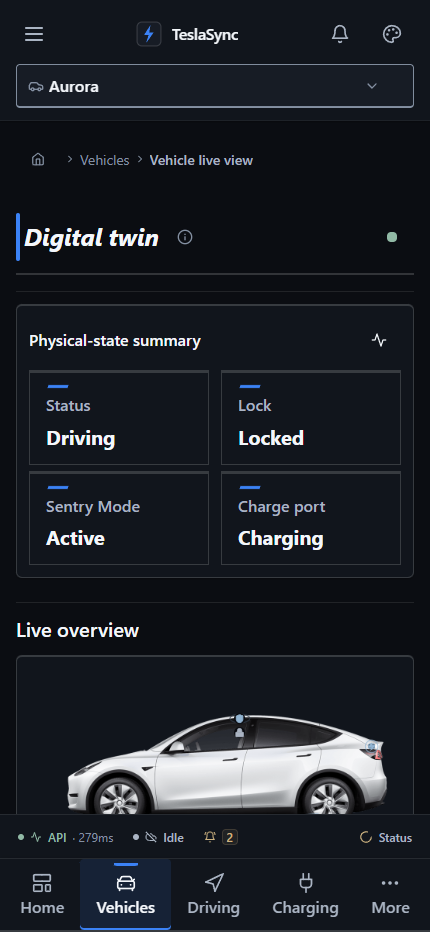 TeslaSync
Aurora
Vehicles
Vehicle live view
Digital twin
Physical-state summary
Status
Driving
Lock
Locked
Sentry Mode
Active
Charge port
Charging
Live overview
API · 279ms
Idle
2
Status
Home
Vehicles
Driving
Charging
More